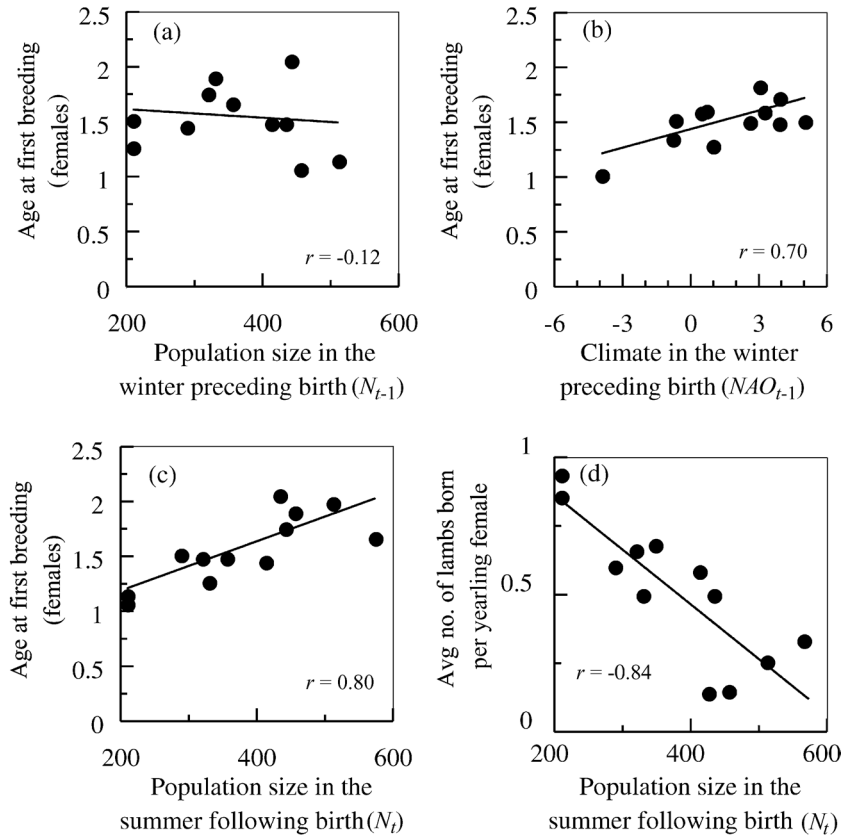 (a)
Age at first breeding
(females)
2.5
2
1.5
1
0.5
0
r = -0.12
200
400
600
Population size in the
winter preceding birth (Nt-1)
(b)
Age at first breeding
(females)
2.5
2
1.5
1
0.5
0
r = 0.70
-6
-3
0
3
6
Climate in the winter
preceding birth (NAOt-1)
(c)
Age at first breeding
(females)
2.5
2
1.5
1
0.5
0
r = 0.80
200
400
600
Population size in the
summer following birth (Nt)
(d)
Avg no. of lambs born
per yearling female
1
0.5
0
r = -0.84
200
400
600
Population size in the
summer following birth (Nt)